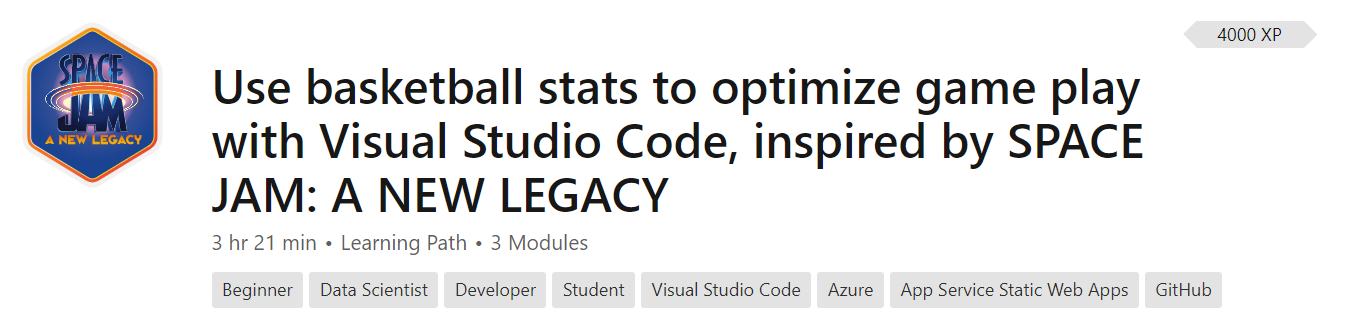 4000 XP
SPACE
JAM
A NEW LEGACY
Use basketball stats to optimize game play
with Visual Studio Code, inspired by SPACE
JAM: A NEW LEGACY
3 hr 21 min • Learning Path • 3 Modules
Beginner Data Scientist Developer Student Visual Studio Code Azure App Service Static Web Apps GitHub